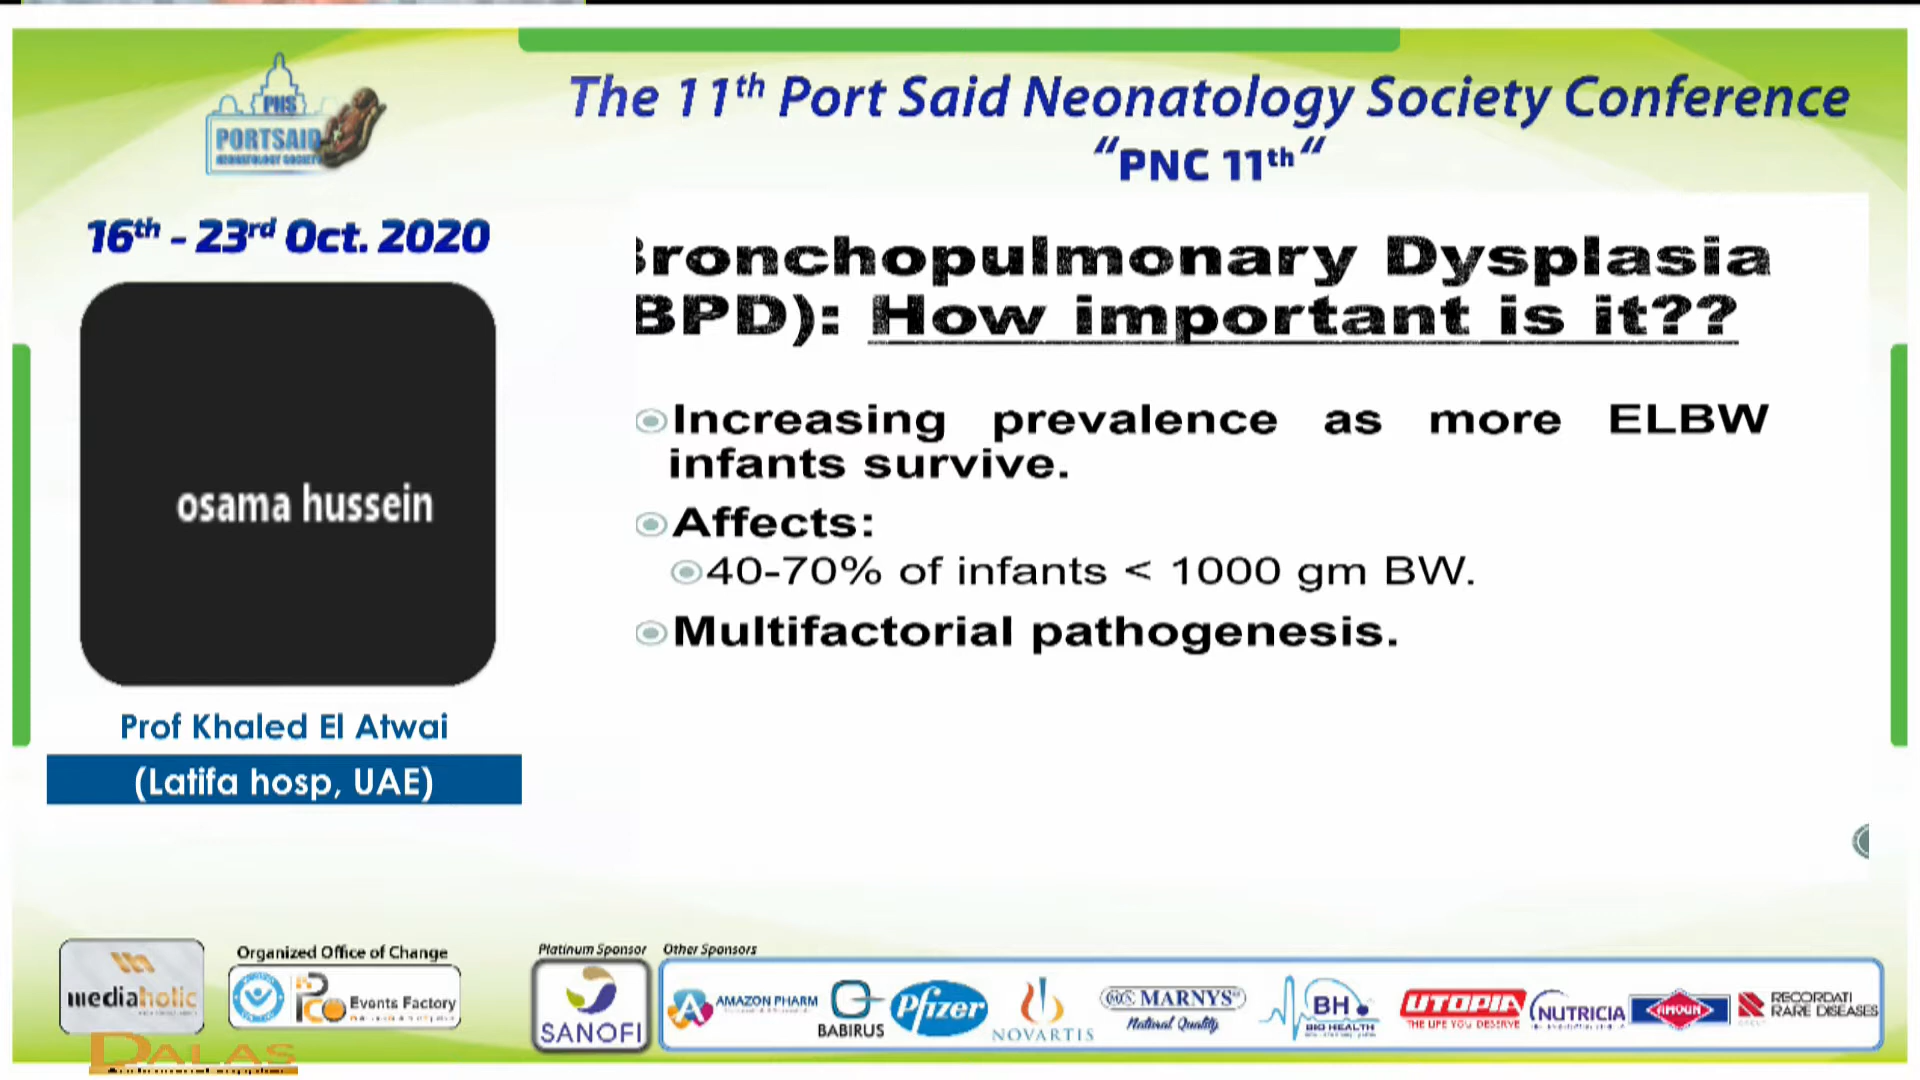 The 11th Port Said Neonatology Society Conference
"PNC 11th"
PNS
PORTSAID
NEONATOLOGY SOCIETY
16th - 23rd Oct. 2020
osama hussein
Prof Khaled El Atwai
(Latifa hosp, UAE)
Bronchopulmonary Dysplasia
BPD): How important is it??
Increasing prevalence as more ELBW
infants survive.
Affects:
40-70% of infants < 1000 gm BW.
Multifactorial pathogenesis.
Organized Office of Change
Platinum Sponsor
Other Sponsors
mediaholic
Events Factory
SANOFI
AMAZON PHARM
BABIRUS
Pfizer
NOVARTIS
MARNYS
Natural Quality
BH.
BIO HEALTH
UTOPIA
THE LIFE YOU DESERVE
NUTRICIA
AMOUN
RECORDATI
RARE DISEASES
DALAS